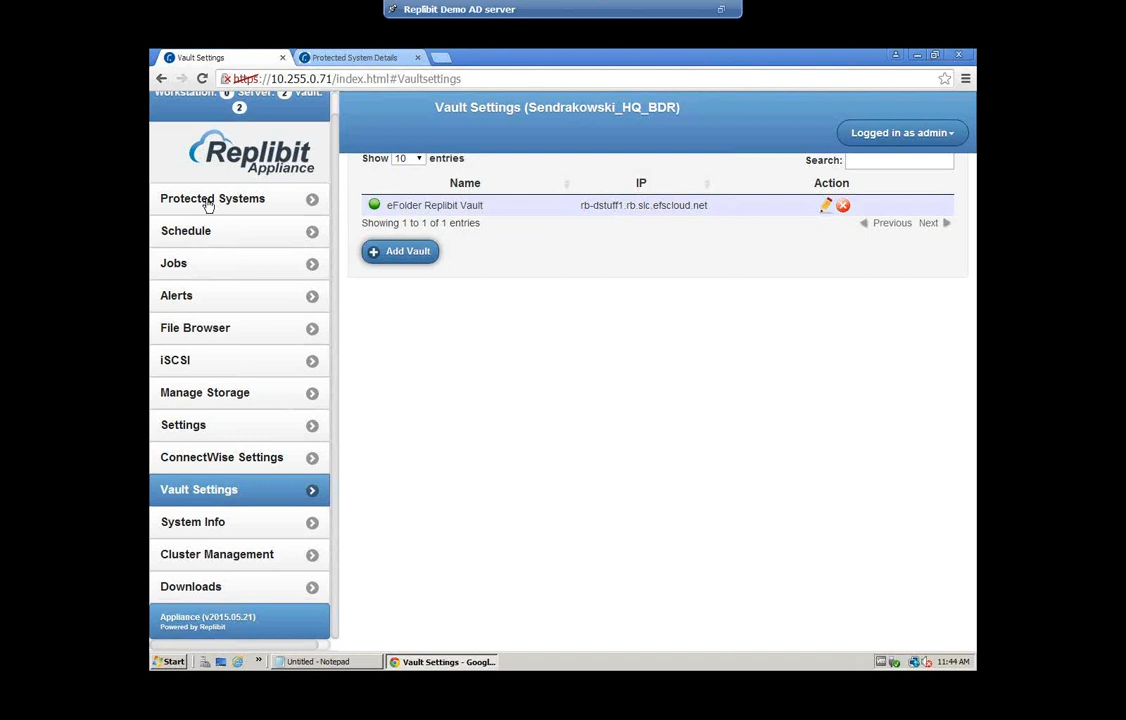 Replibit Demo AD server
Vault Settings
Protected System Details
https://10.255.0.71/index.html#Vaultsettings
Workstation: 0 Server: 2 Vault:
2
Vault Settings (Sendrakowski_HQ_BDR)
Logged in as admin
Replibit
Appliance
Show 10 entries
Search:
Name IP Action
eFolder Replibit Vault rb-dstuff1.rb.slc.efscloud.net
Showing 1 to 1 of 1 entries
Previous Next
Add Vault
Protected Systems
Schedule
Jobs
Alerts
File Browser
iSCSI
Manage Storage
Settings
ConnectWise Settings
Vault Settings
System Info
Cluster Management
Downloads
Appliance (v2015.05.21)
Powered by Replibit
Start
Untitled - Notepad
Vault Settings - Googl...
11:44 AM